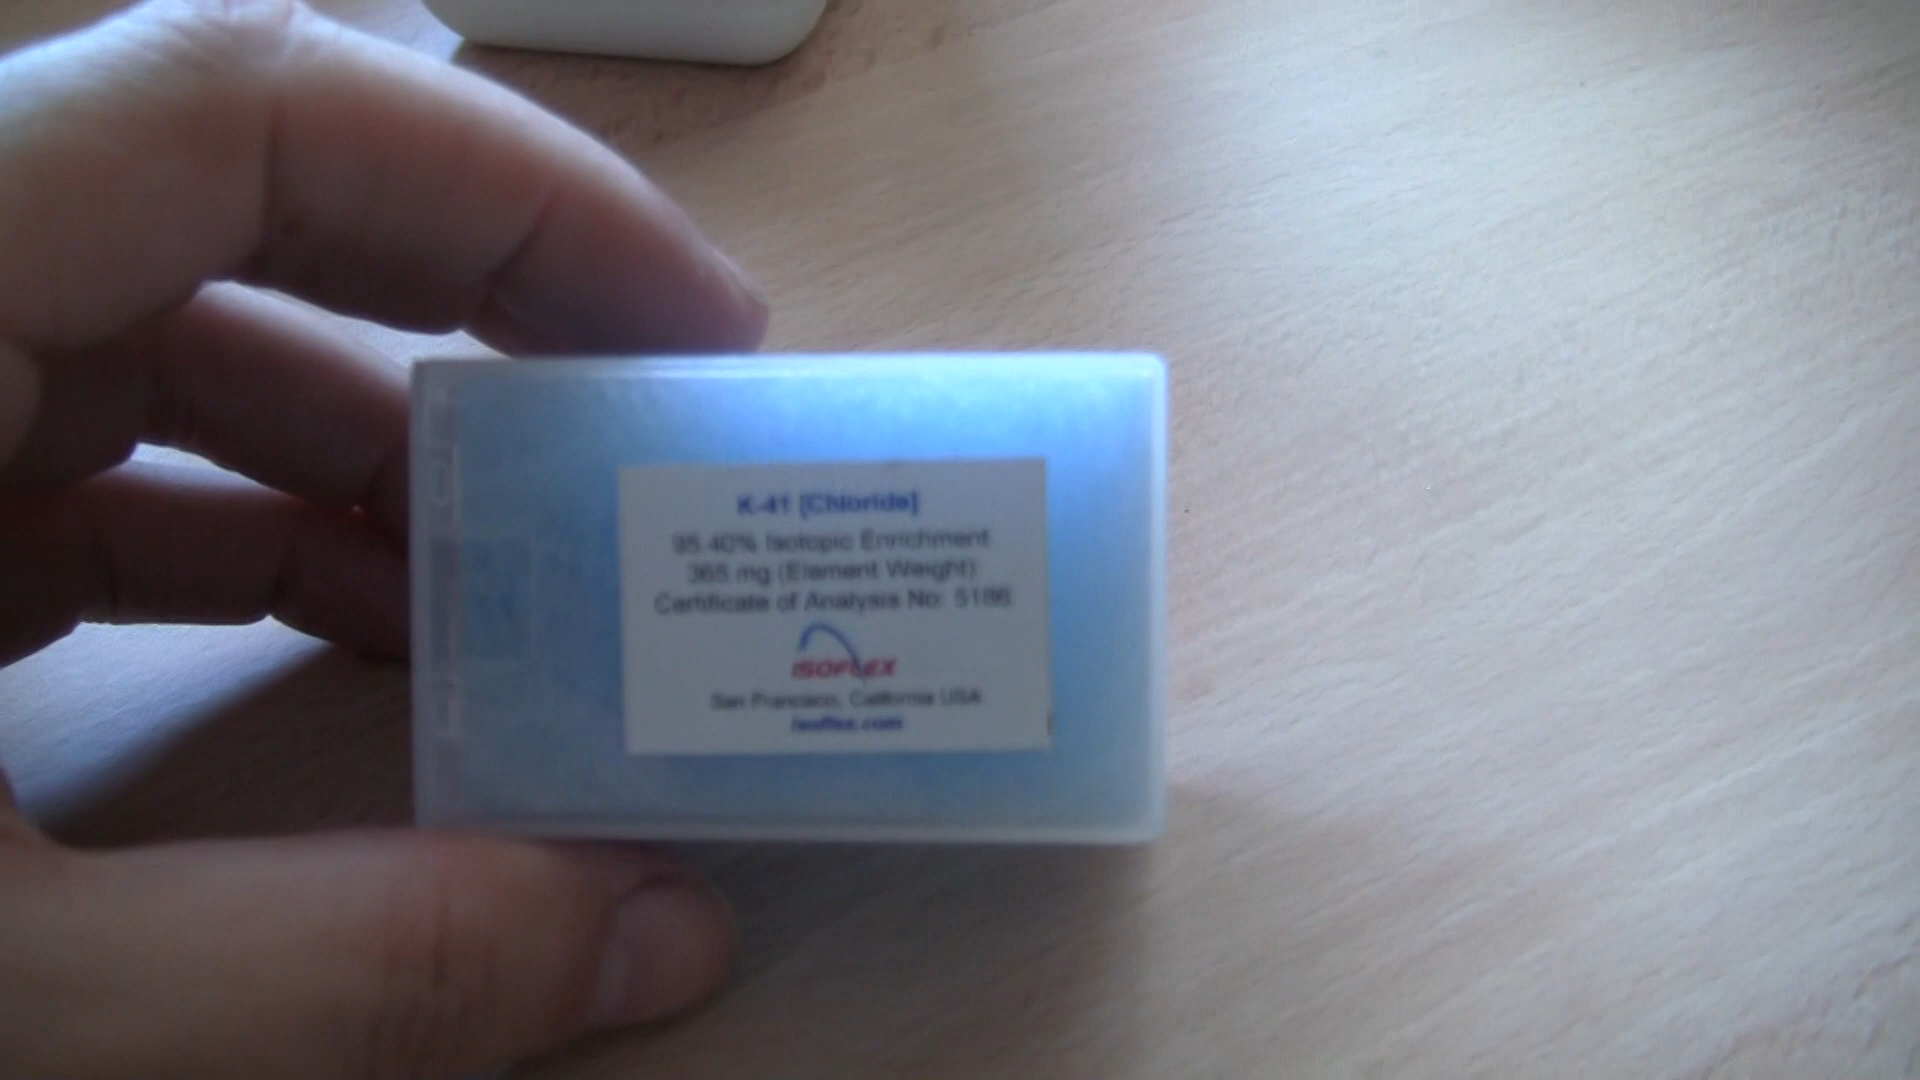 K-41 [Chloride]
95.40% Isotopic Enrichment
365 mg (Element Weight)
Certificate of Analysis No: 5186
ISOFLEX
San Francisco, California USA
isoflex.com